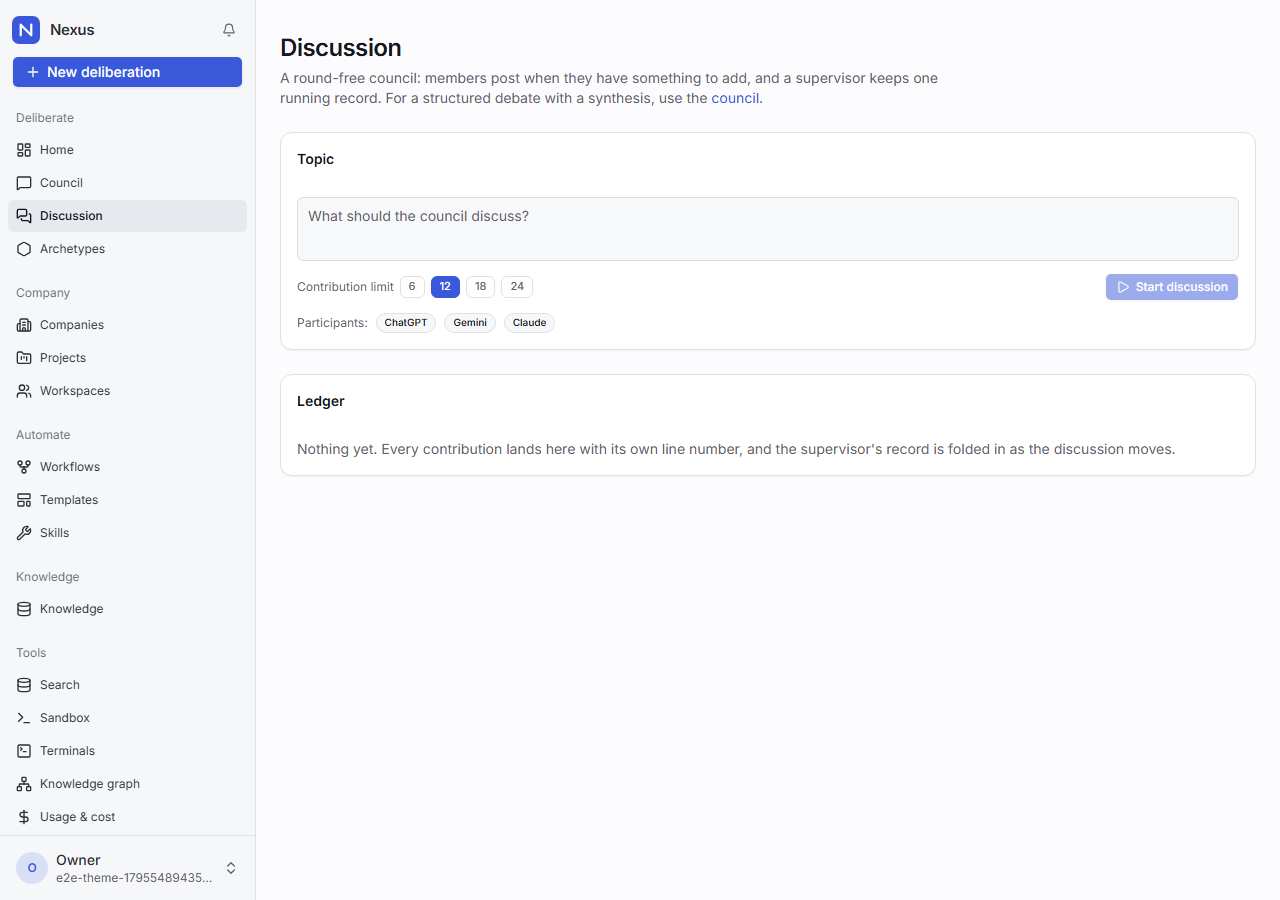 Nexus
New deliberation
Deliberate
Home
Council
Discussion
Archetypes
Company
Companies
Projects
Workspaces
Automate
Workflows
Templates
Skills
Knowledge
Knowledge
Tools
Search
Sandbox
Terminals
Knowledge graph
Usage & cost
O
Owner
e2e-theme-17955489435...
Discussion
A round-free council: members post when they have something to add, and a supervisor keeps one
running record. For a structured debate with a synthesis, use the council.
Topic
What should the council discuss?
Contribution limit 6 12 18 24 Start discussion
Participants: ChatGPT Gemini Claude
Ledger
Nothing yet. Every contribution lands here with its own line number, and the supervisor's record is folded in as the discussion moves.